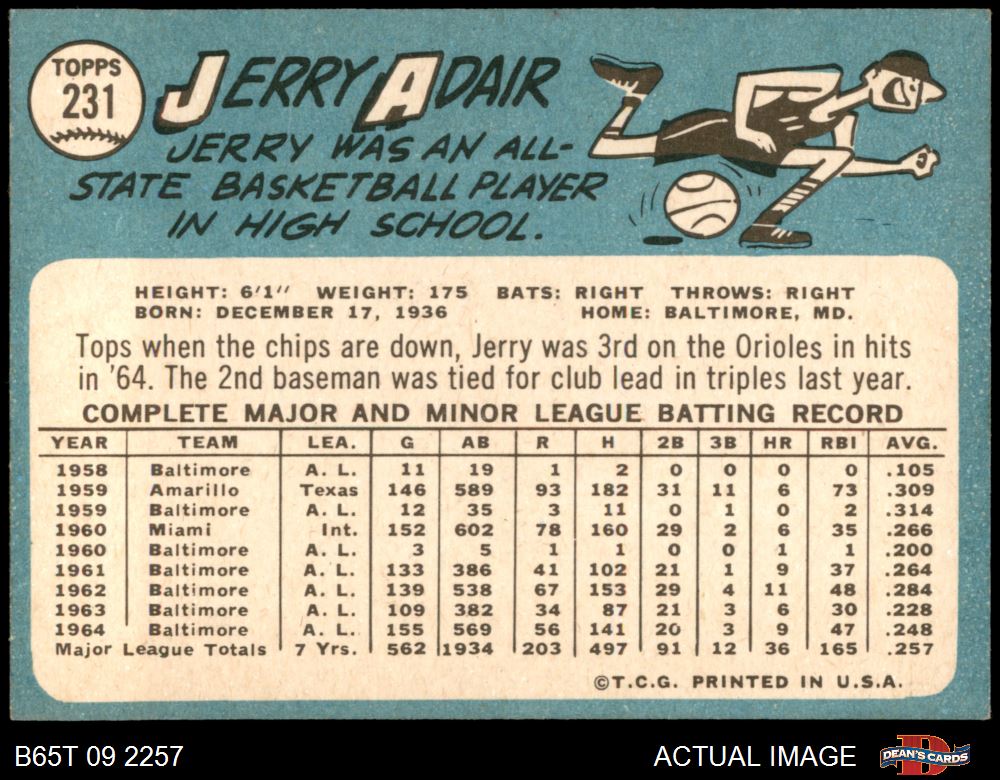 TOPPS
231
JERRY ADAIR
JERRY WAS AN ALL-
STATE BASKETBALL PLAYER
IN HIGH SCHOOL.
HEIGHT: 6'1" WEIGHT: 175 BATS: RIGHT THROWS: RIGHT
BORN: DECEMBER 17, 1936 HOME: BALTIMORE, MD.
Tops when the chips are down, Jerry was 3rd on the Orioles in hits
in '64. The 2nd baseman was tied for club lead in triples last year.
COMPLETE MAJOR AND MINOR LEAGUE BATTING RECORD
YEAR TEAM LEA. G AB R H 2B 3B HR RBI AVG.
1958 Baltimore A. L. 11 19 1 2 0 0 0 0 .105
1959 Amarillo Texas 146 589 93 182 31 11 6 73 .309
1959 Baltimore A. L. 12 35 3 11 0 1 0 2 .314
1960 Miami Int. 152 602 78 160 29 2 6 35 .266
1960 Baltimore A. L. 3 5 1 1 0 0 1 1 .200
1961 Baltimore A. L. 133 386 41 102 21 1 9 37 .264
1962 Baltimore A. L. 139 538 67 153 29 4 11 48 .284
1963 Baltimore A. L. 109 382 34 87 21 3 6 30 .228
1964 Baltimore A. L. 155 569 56 141 20 3 9 47 .248
Major League Totals 7 Yrs. 562 1934 203 497 91 12 36 165 .257
©T.C.G. PRINTED IN U.S.A.
B65T 09 2257 ACTUAL IMAGE DEAN'S CARDS